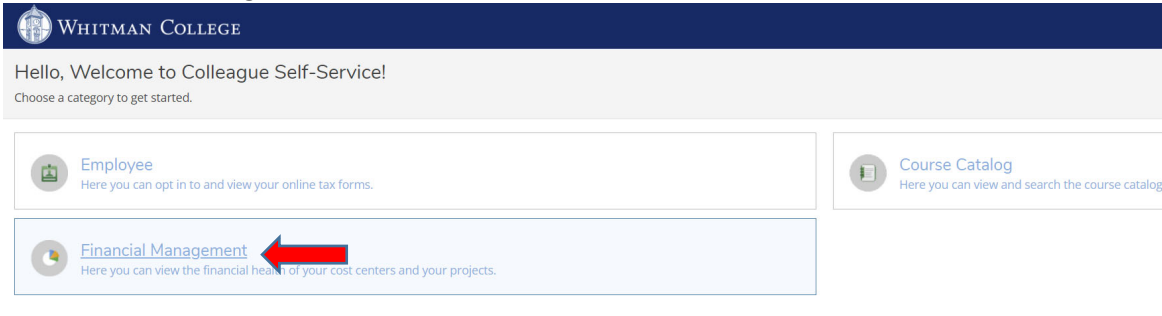 WHITMAN COLLEGE
Hello, Welcome to Colleague Self-Service!
Choose a category to get started.
Employee
Here you can opt in to and view your online tax forms.
Course Catalog
Here you can view and search the course catalog
Financial Management
Here you can view the financial health of your cost centers and your projects.